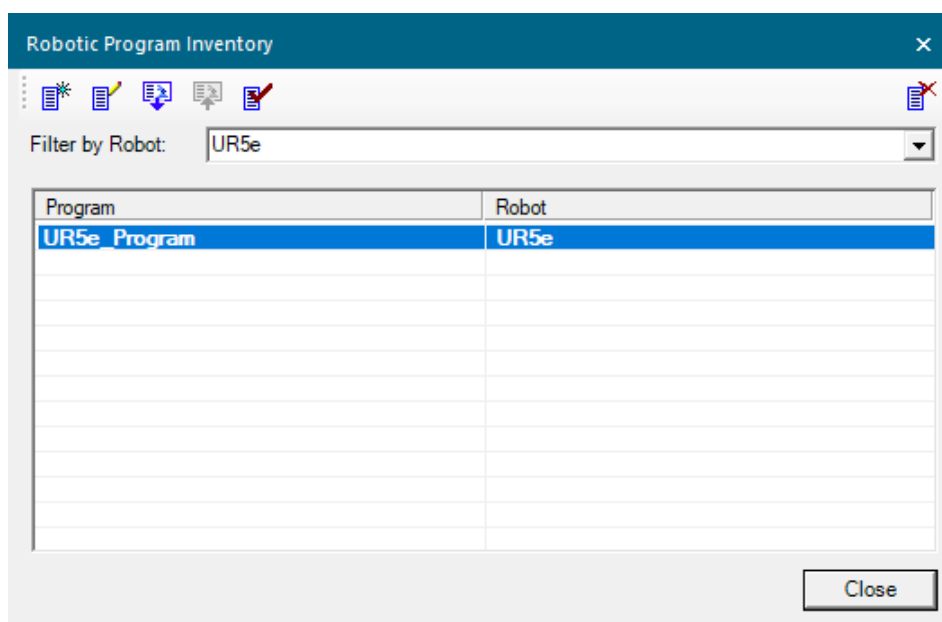 Robotic Program Inventory
Filter by Robot: UR5e
Program Robot
UR5e_Program UR5e
Close